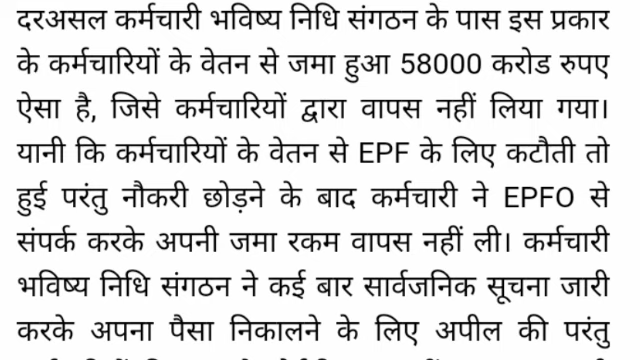 दरअसल कर्मचारी भविष्य निधि संगठन के पास इस प्रकार
के कर्मचारियों के वेतन से जमा हुआ 58000 करोड रुपए
ऐसा है, जिसे कर्मचारियों द्वारा वापस नहीं लिया गया।
यानी कि कर्मचारियों के वेतन से EPF के लिए कटौती तो
हुई परंतु नौकरी छोड़ने के बाद कर्मचारी ने EPFO से
संपर्क करके अपनी जमा रकम वापस नहीं ली। कर्मचारी
भविष्य निधि संगठन ने कई बार सार्वजनिक सूचना जारी
करके अपना पैसा निकालने के लिए अपील की परंतु